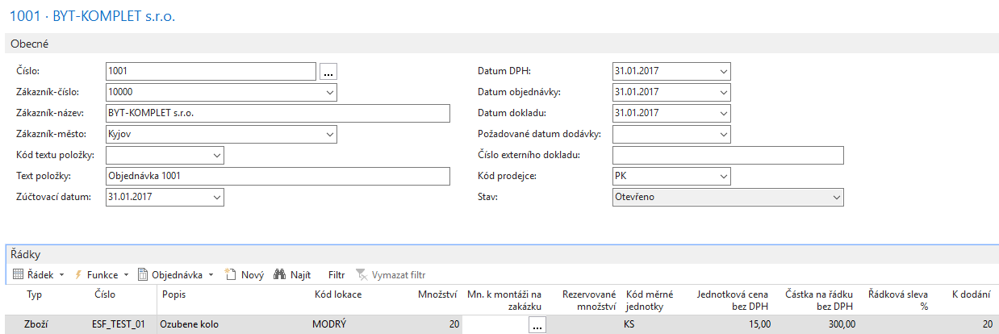 1001 · BYT-KOMPLET s.r.o.
Obecné
Číslo: 1001 ... Datum DPH: 31.01.2017
Zákazník-číslo: 10000 Datum objednávky: 31.01.2017
Zákazník-název: BYT-KOMPLET s.r.o. Datum dokladu: 31.01.2017
Zákazník-město: Kyjov Požadované datum dodávky:
Kód textu položky: Číslo externího dokladu:
Text položky: Objednávka 1001 Kód prodejce: PK
Zúčtovací datum: 31.01.2017 Stav: Otevřeno
Řádky
Řádek Funkce Objednávka Nový Najít Filtr Vymazat filtr
Typ Číslo Popis Kód lokace Množství Mn. k montáži na Rezervované Kód měrné Jednotková cena Částka na řádku Řádková sleva K dodání
zakázku množství jednotky bez DPH bez DPH %
Zboží ESF_TEST_01 Ozubene kolo MODRÝ 20 ... KS 15,00 300,00 20